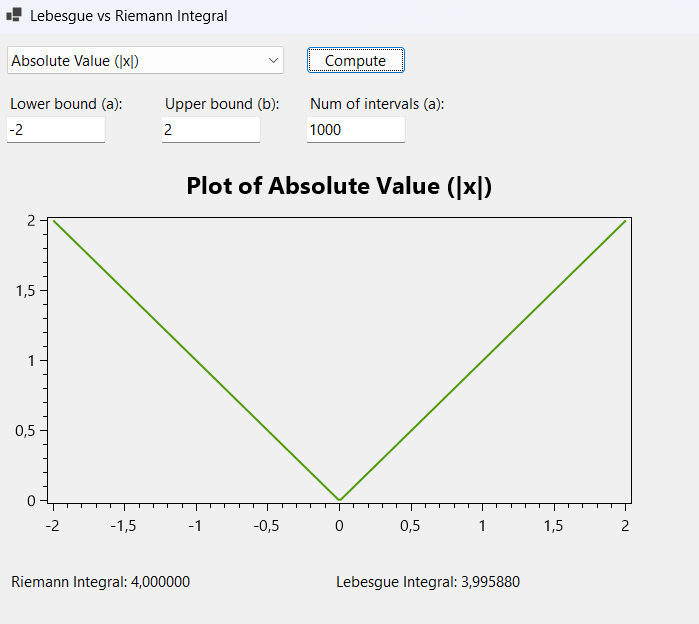 Lebesgue vs Riemann Integral
Absolute Value (|x|)
Compute
Lower bound (a):
Upper bound (b):
Num of intervals (a):
-2
2
1000
Plot of Absolute Value (|x|)
2
1,5
1
0,5
0
-2 -1,5 -1 -0,5 0 0,5 1 1,5 2
Riemann Integral: 4,000000
Lebesgue Integral: 3,995880